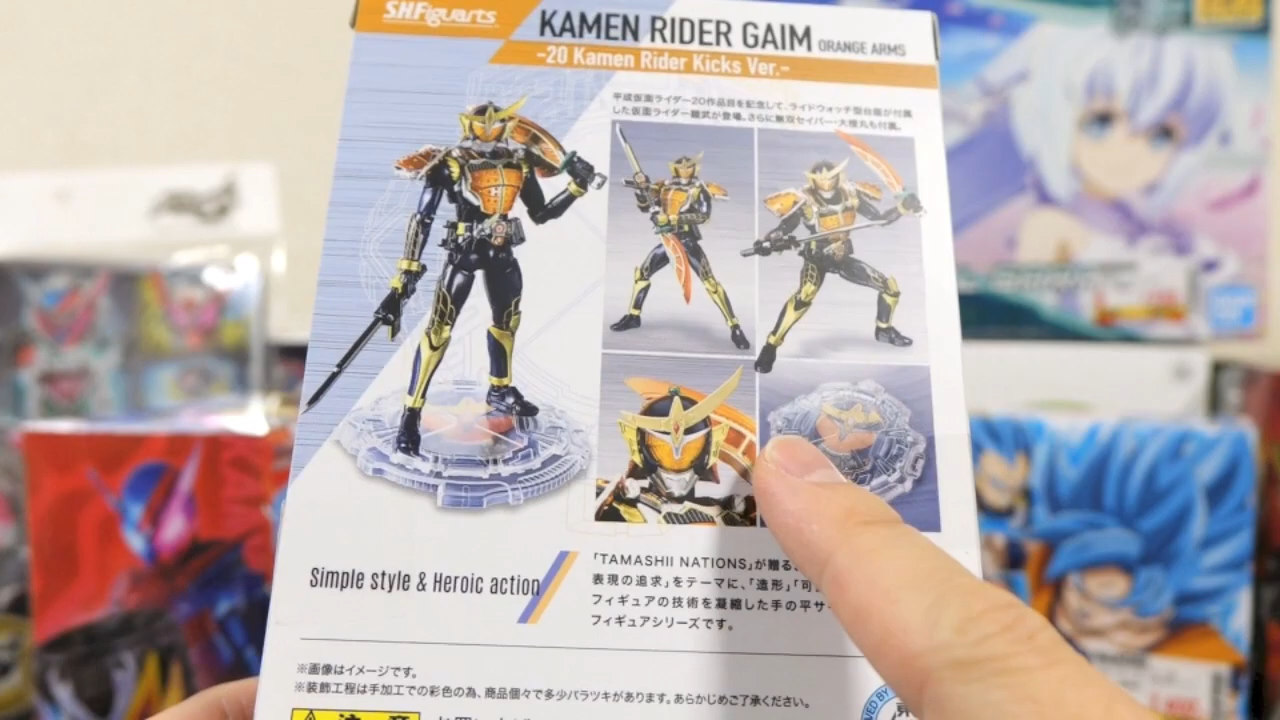 S.H.Figuarts
KAMEN RIDER GAIM ORANGE ARMS
-20 Kamen Rider Kicks Ver.-
平成仮面ライダー20作品目を記念して、ライドウォッチ型台座が付属
した仮面ライダー鎧武が登場。さらに無双セイバー・大橙丸も付属。
Simple style & Heroic action
「TAMASHII NATIONS」が贈る
表現の追求」をテーマに、「造形」「可
フィギュアの技術を凝縮した手の平サ
フィギュアシリーズです。
※画像はイメージです。
※装飾工程は手加工での彩色の為、商品個々で多少バラツキがあります。あらかじめご了承ください。
注意